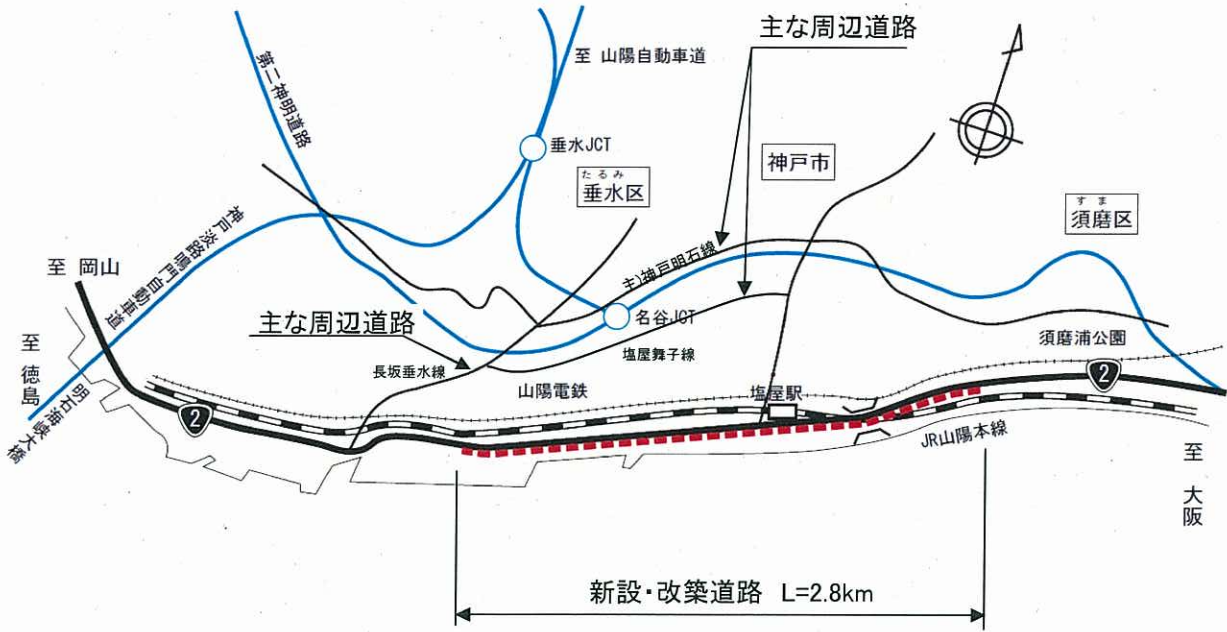 主な周辺道路
至 山陽自動車道
第二神明道路
垂水JCT
たるみ
垂水区
神戸市
すま
須磨区
神戸淡路鳴門自動車道
主)神戸明石線
至 岡山
名谷JCT
主な周辺道路
塩屋舞子線
須磨浦公園
至 徳島
長坂垂水線
山陽電鉄
塩屋駅
2
2
明石海峡大橋
JR山陽本線
至 大阪
新設・改築道路 L=2.8km